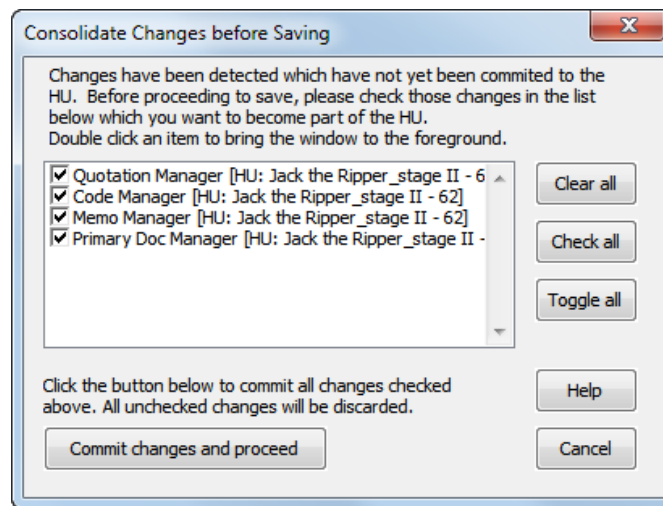 Consolidate Changes before Saving
Changes have been detected which have not yet been commited to the
HU. Before proceeding to save, please check those changes in the list
below which you want to become part of the HU.
Double click an item to bring the window to the foreground.
Quotation Manager [HU: Jack the Ripper_stage II - 6
Code Manager [HU: Jack the Ripper_stage II - 62]
Memo Manager [HU: Jack the Ripper_stage II - 62]
Primary Doc Manager [HU: Jack the Ripper_stage II -
Clear all
Check all
Toggle all
Click the button below to commit all changes checked
above. All unchecked changes will be discarded.
Help
Commit changes and proceed
Cancel